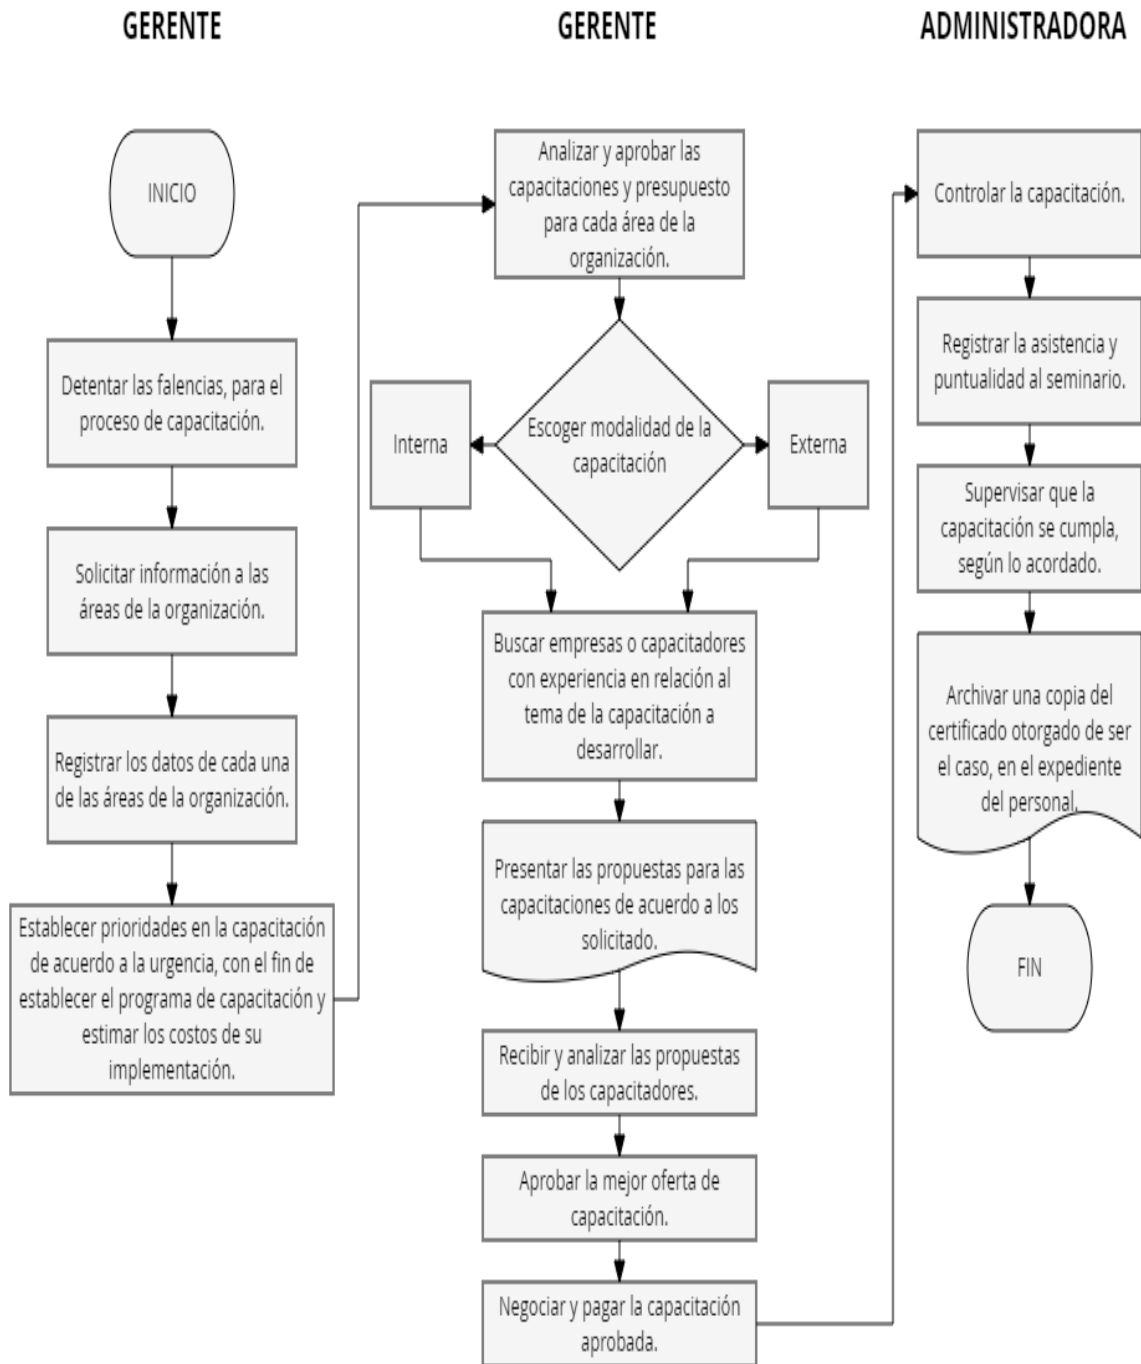 GERENTE
GERENTE
ADMINISTRADORA
INICIO
Detentar las falencias, para el
proceso de capacitación.
Solicitar información a las
áreas de la organización.
Registrar los datos de cada una
de las áreas de la organización.
Establecer prioridades en la capacitación
de acuerdo a la urgencia, con el fin de
establecer el programa de capacitación y
estimar los costos de su
implementación.
Analizar y aprobar las
capacitaciones y presupuesto
para cada área de la
organización.
Escoger modalidad de la
capacitación
Interna
Externa
Buscar empresas o capacitadores
con experiencia en relación al
tema de la capacitación a
desarrollar.
Presentar las propuestas para las
capacitaciones de acuerdo a los
solicitado.
Recibir y analizar las propuestas
de los capacitadores.
Aprobar la mejor oferta de
capacitación.
Negociar y pagar la capacitación
aprobada.
Controlar la capacitación.
Registrar la asistencia y
puntualidad al seminario.
Supervisar que la
capacitación se cumpla,
según lo acordado.
Archivar una copia del
certificado otorgado de ser
el caso, en el expediente
del personal.
FIN